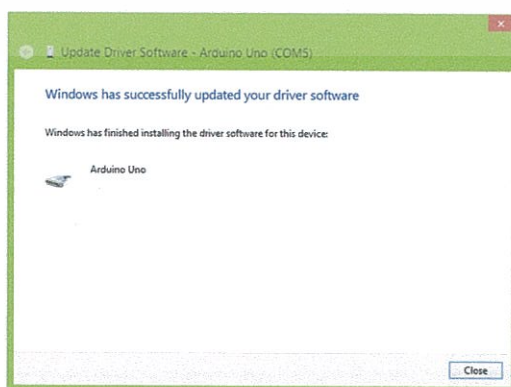 Update Driver Software - Arduino Uno (COM5)
Windows has successfully updated your driver software
Windows has finished installing the driver software for this device:
Arduino Uno
Close